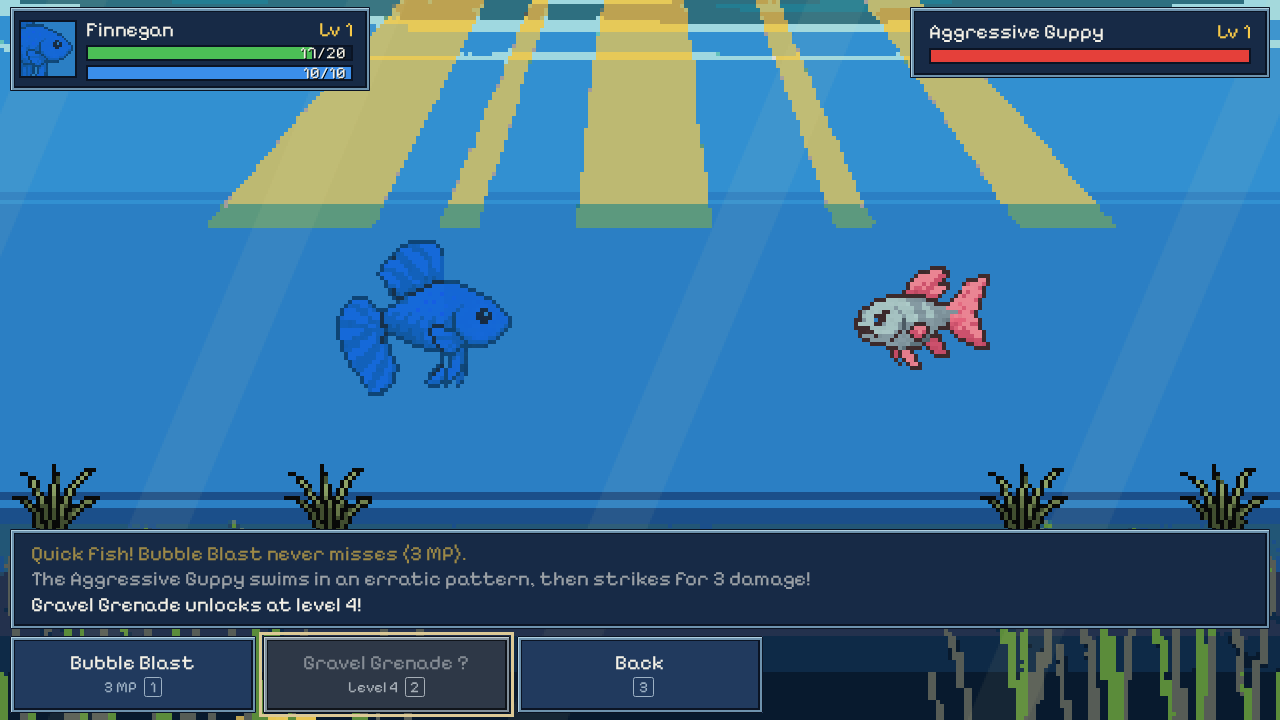 Finnegan Lv 1
17/20
10/10
Aggressive Guppy Lv 1
Quick fish! Bubble Blast never misses (3 MP).
The Aggressive Guppy swims in an erratic pattern, then strikes for 3 damage!
Gravel Grenade unlocks at level 4!
Bubble Blast
3 MP 1
Gravel Grenade ?
Level 4 2
Back
3